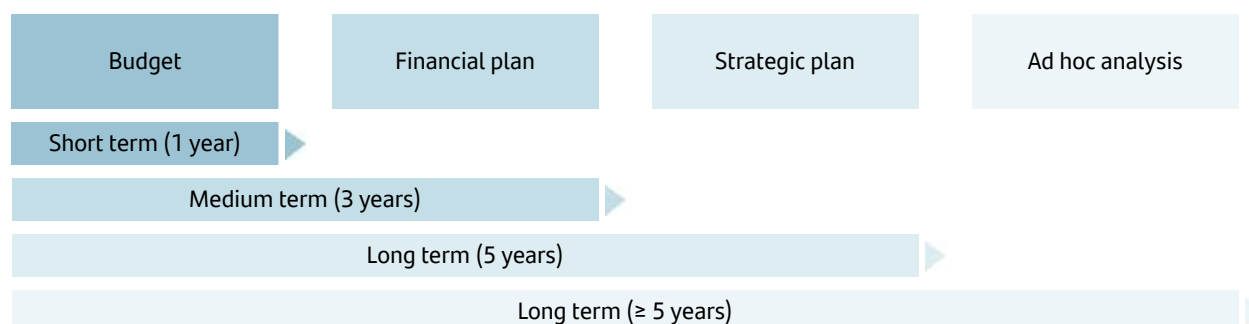 Budget
Financial plan
Strategic plan
Ad hoc analysis
Short term (1 year)
Medium term (3 years)
Long term (5 years)
Long term (≥ 5 years)